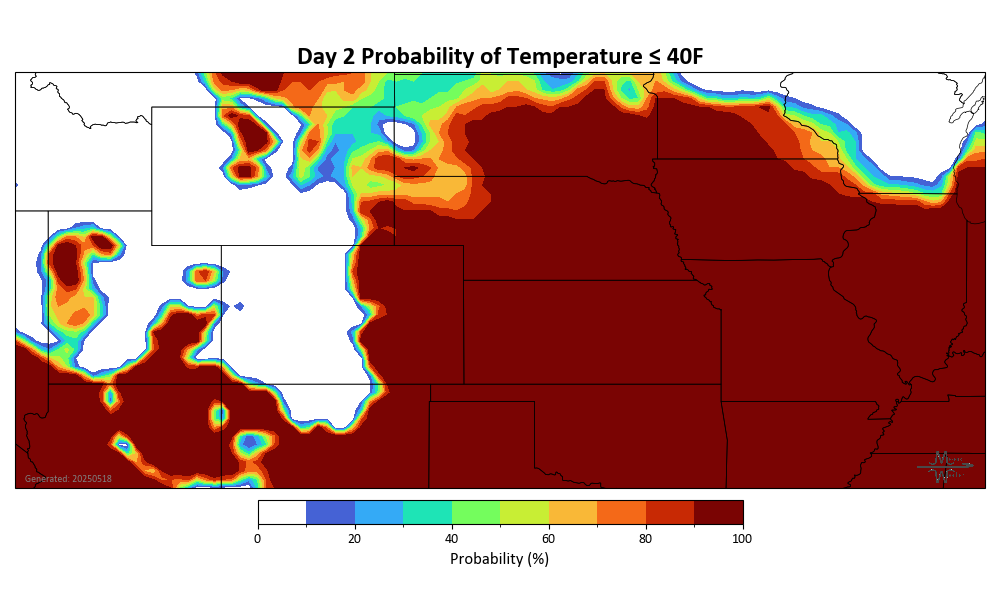 Day 2 Probability of Temperature ≤ 40F
Generated: 20250518
0 20 40 60 80 100
Probability (%)